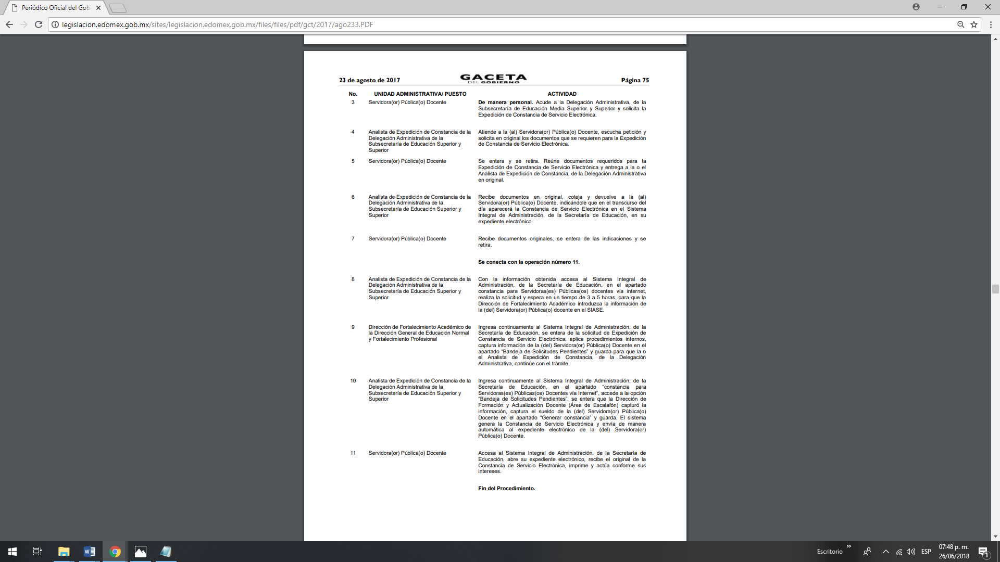 Periódico Oficial del Gob
legislacion.edomex.gob.mx/sites/legislacion.edomex.gob.mx/files/files/pdf/gct/2017/ago233.PDF
23 de agosto de 2017
GACETA
DEL GOBIERNO
Página 75
No. UNIDAD ADMINISTRATIVA/ PUESTO ACTIVIDAD
3 Servidora(or) Pública(o) Docente
De manera personal. Acude a la Delegación Administrativa, de la
Subsecretaría de Educación Media Superior y Superior y solicita la
Expedición de Constancia de Servicio Electrónica.
4 Analista de Expedición de Constancia de la
Delegación Administrativa de la
Subsecretaría de Educación Superior y
Superior
Atiende a la (al) Servidora(or) Pública(o) Docente, escucha petición y
solicita en original los documentos que se requieren para la Expedición
de Constancia de Servicio Electrónica.
5 Servidora(or) Pública(o) Docente
Se entera y se retira. Reúne documentos requeridos para la
Expedición de Constancia de Servicio Electrónica y entrega a la o el
Analista de Expedición de Constancia, de la Delegación Administrativa
en original.
6 Analista de Expedición de Constancia de la
Delegación Administrativa de la
Subsecretaría de Educación Superior y
Superior
Recibe documentos en original, coteja y devuelve a la (al)
Servidora(or) Pública(o) Docente, indicándole que en el transcurso del
día aparecerá la Constancia de Servicio Electrónica en el Sistema
Integral de Administración, de la Secretaría de Educación, en su
expediente electrónico.
7 Servidora(or) Pública(o) Docente
Recibe documentos originales, se entera de las indicaciones y se
retira.
Se conecta con la operación número 11.
8 Analista de Expedición de Constancia de la
Delegación Administrativa de la
Subsecretaría de Educación Superior y
Superior
Con la información obtenida accesa al Sistema Integral de
Administración, de la Secretaría de Educación, en el apartado
constancia para Servidoras(es) Públicas(os) docentes vía internet,
realiza la solicitud y espera en un tiempo de 3 a 5 horas, para que la
Dirección de Fortalecimiento Académico introduzca la información de
la (del) Servidora(or) Pública(o) docente en el SIASE.
9 Dirección de Fortalecimiento Académico de
la Dirección General de Educación Normal
y Fortalecimiento Profesional
Ingresa continuamente al Sistema Integral de Administración, de la
Secretaría de Educación, se entera de la solicitud de Expedición de
Constancia de Servicio Electrónica, aplica procedimientos internos,
captura información de la (del) Servidora(or) Pública(o) Docente en el
apartado “Bandeja de Solicitudes Pendientes” y guarda para que la o
el Analista de Expedición de Constancia, de la Delegación
Administrativa, continúe con el trámite.
10 Analista de Expedición de Constancia de la
Delegación Administrativa de la
Subsecretaría de Educación Superior y
Superior
Ingresa continuamente al Sistema Integral de Administración, de la
Secretaría de Educación, en el apartado “constancia para
Servidoras(es) Públicas(os) Docentes vía Internet”, accede a la opción
“Bandeja de Solicitudes Pendientes”, se entera que la Dirección de
Formación y Actualización Docente (Área de Escalafón) capturó la
información, captura el sueldo de la (del) Servidora(or) Pública(o)
Docente en el apartado “Generar constancia” y guarda. El sistema
genera la Constancia de Servicio Electrónica y envía de manera
automática al expediente electrónico de la (del) Servidora(or)
Pública(o) Docente.
11 Servidora(or) Pública(o) Docente
Accesa al Sistema Integral de Administración, de la Secretaría de
Educación, abre su expediente electrónico, recibe el original de la
Constancia de Servicio Electrónica, imprime y actúa conforme sus
intereses.
Fin del Procedimiento.
Escritorio
ESP
07:48 p. m.
26/06/2018
1